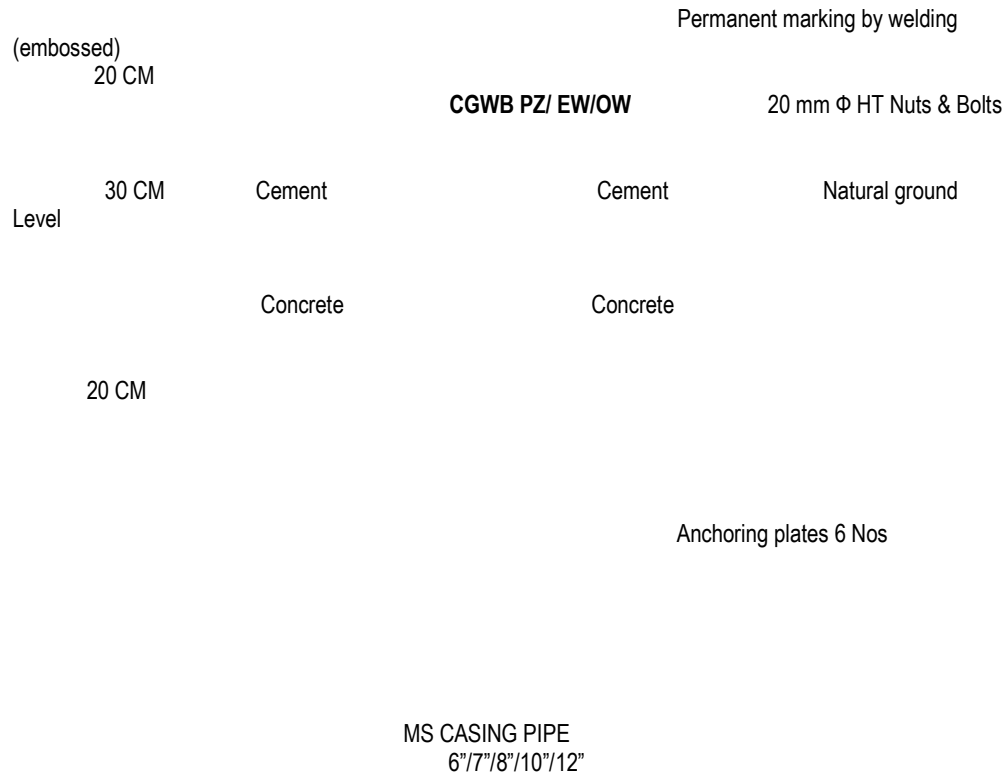 Permanent marking by welding
(embossed)
20 CM
CGWB PZ/ EW/OW 20 mm Φ HT Nuts & Bolts
30 CM Cement Cement Natural ground
Level
Concrete Concrete
20 CM
Anchoring plates 6 Nos
MS CASING PIPE
6”/7”/8”/10”/12”